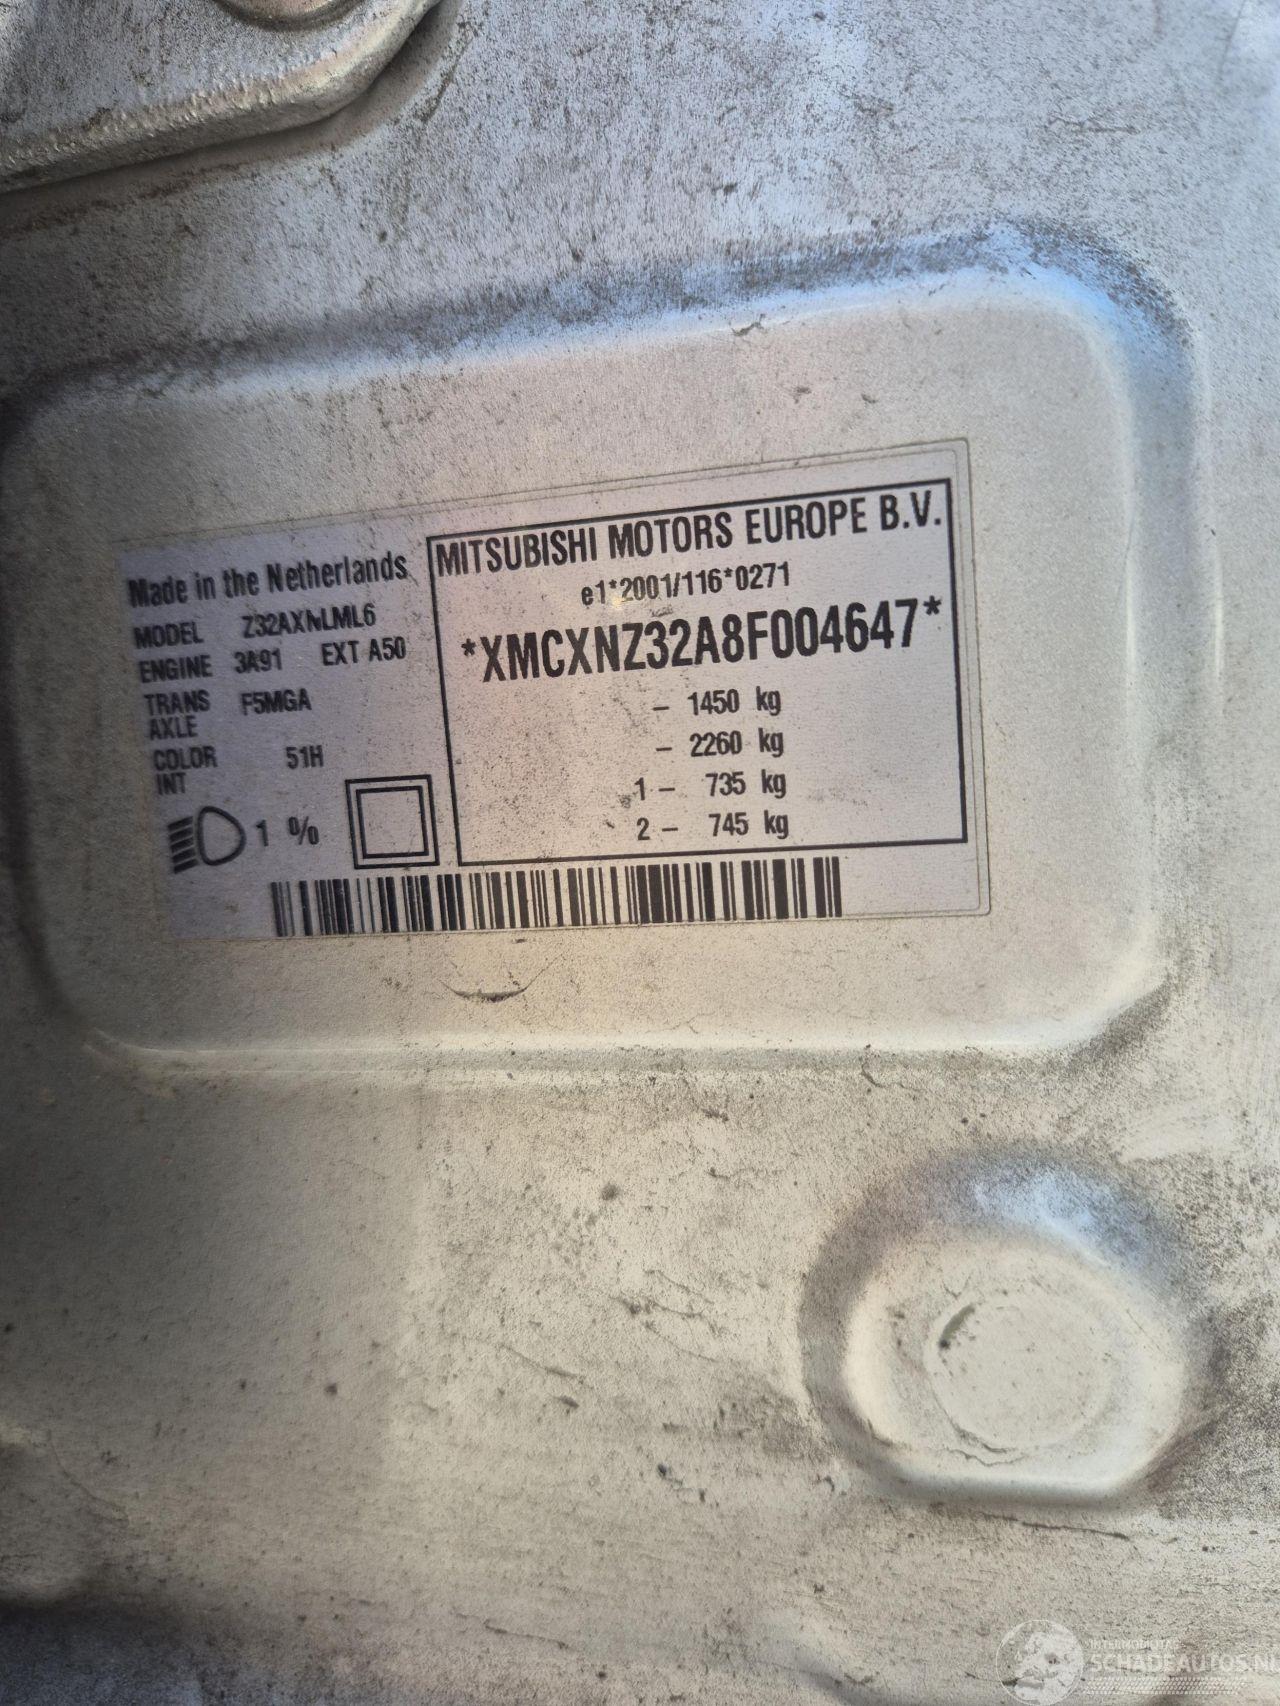 Made in the Netherlands
MODEL Z32AXNLML6
ENGINE 3A91 EXT A50
TRANS F5MGA
AXLE
COLOR 51H
INT
1 %
MITSUBISHI MOTORS EUROPE B.V.
e1*2001/116*0271
*XMCXNZ32A8F004647*
- 1450 kg
- 2260 kg
1 - 735 kg
2 - 745 kg
INTERMOBILITAS
SCHADEAUTOS.NL